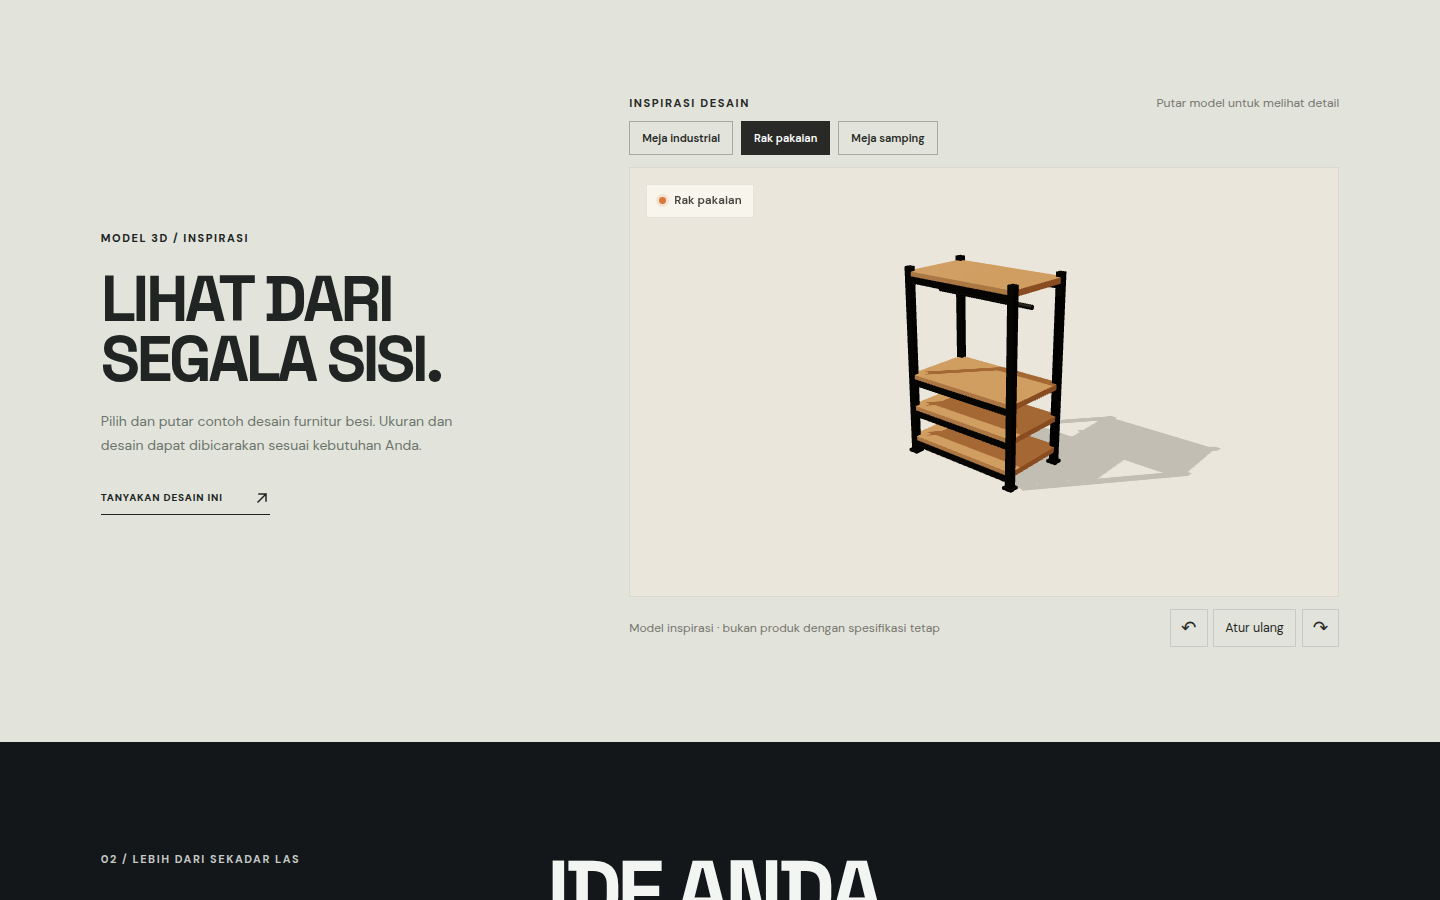 MODEL 3D / INSPIRASI
LIHAT DARI
SEGALA SISI.
Pilih dan putar contoh desain furnitur besi. Ukuran dan
desain dapat dibicarakan sesuai kebutuhan Anda.
TANYAKAN DESAIN INI
INSPIRASI DESAIN
Putar model untuk melihat detail
Meja industrial
Rak pakaian
Meja samping
Rak pakaian
Model inspirasi · bukan produk dengan spesifikasi tetap
Atur ulang
02 / LEBIH DARI SEKADAR LAS
IDE ANDA